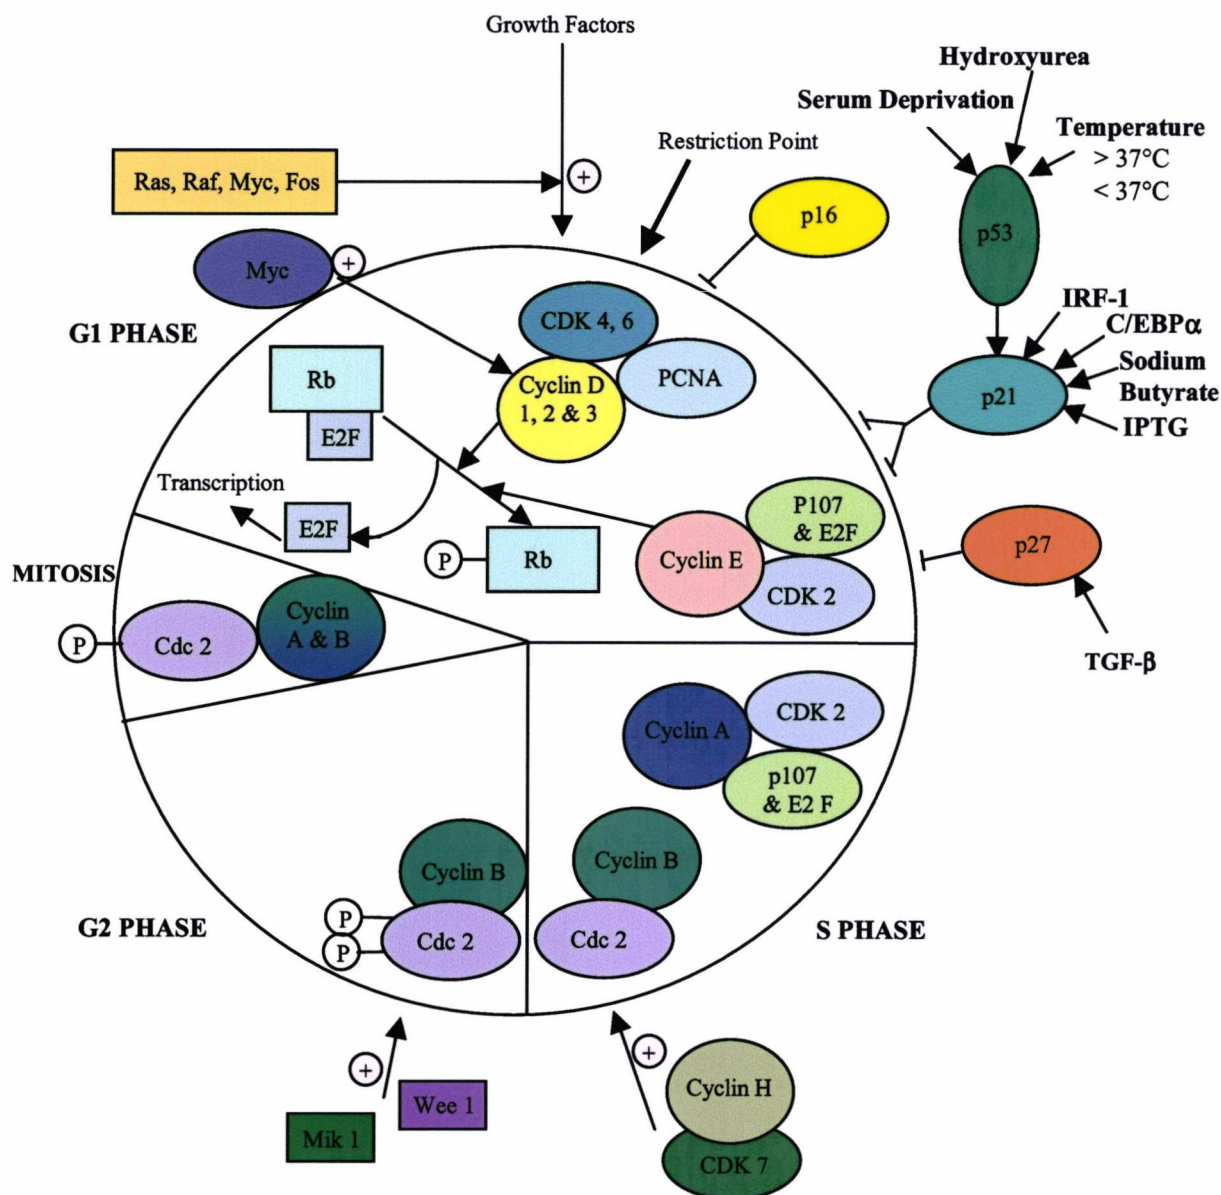 Growth Factors
Hydroxyurea
Serum Deprivation
Temperature
> 37°C
< 37°C
Restriction Point
Ras, Raf, Myc, Fos
+
p16
p53
Myc
+
G1 PHASE
IRF-1
C/EBPα
Sodium
Butyrate
IPTG
p21
CDK 4, 6
PCNA
Cyclin D
1, 2 & 3
Rb
E2F
Transcription
E2F
P
Rb
P107
& E2F
Cyclin E
CDK 2
p27
TGF-β
MITOSIS
P
Cdc 2
Cyclin
A & B
Cyclin A
CDK 2
p107
& E2 F
Cyclin B
Cdc 2
P
P
Cyclin B
Cdc 2
G2 PHASE
S PHASE
+
Wee 1
Mik 1
+
Cyclin H
CDK 7